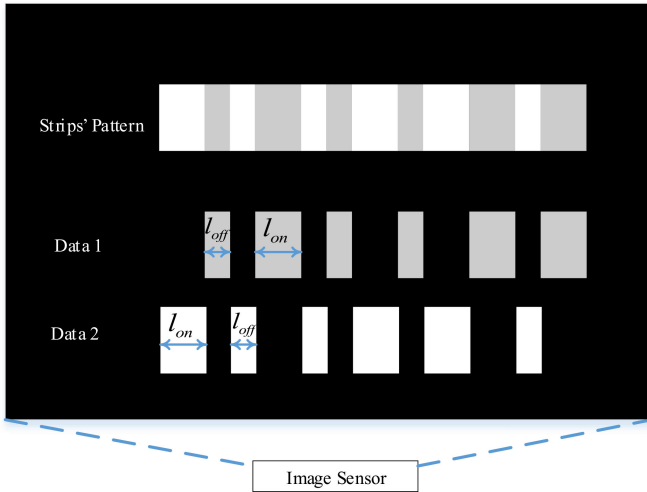 Strips' Pattern
l_off l_on
Data 1
l_on l_off
Data 2
Image Sensor